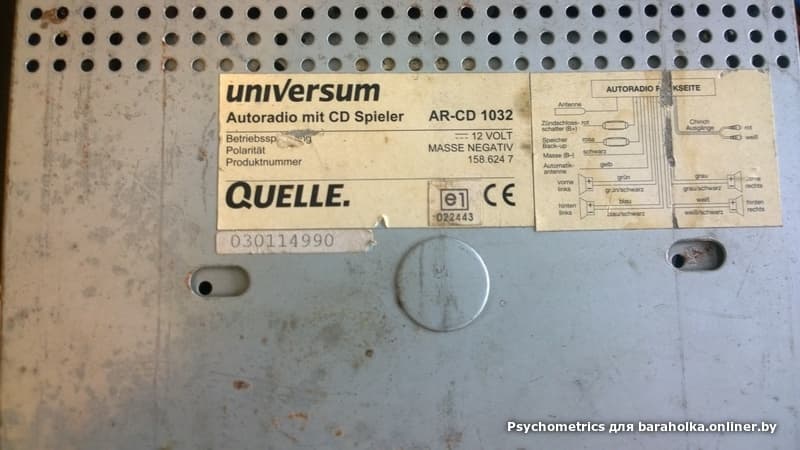 universum
Autoradio mit CD Spieler AR-CD 1032
12 VOLT
Polarität MASSE NEGATIV
Produktnummer 158.624 7
QUELLE.
e1
022443
CE
030114990
AUTORADIO
Antenne
Zündschloss- rot
schalter (B+)
Speicher rosa
Back-up
Masse (B–) schwarz
Automatik- gelb
antenne
Chinch
Ausgänge
rot
weiß
vorne
links
grün
grün/schwarz
grau
grau/schwarz
rechts
hinten
links
blau
blau/schwarz
weiß
weiß/schwarz
hinten
rechts
Psychometrics для baraholka.onliner.by